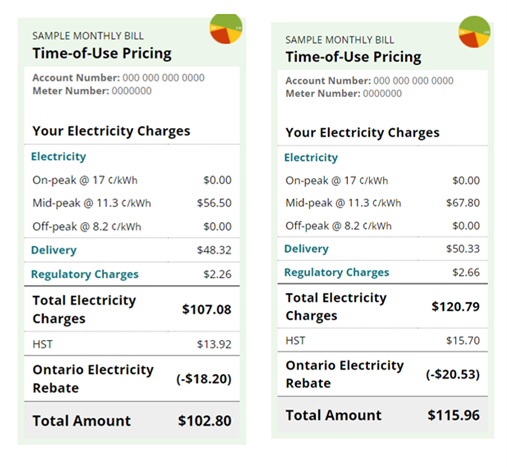 SAMPLE MONTHLY BILL
Time-of-Use Pricing
Account Number: 000 000 000 0000
Meter Number: 0000000
Your Electricity Charges
Electricity
On-peak @ 17 ¢/kWh $0.00
Mid-peak @ 11.3 ¢/kWh $56.50
Off-peak @ 8.2 ¢/kWh $0.00
Delivery $48.32
Regulatory Charges $2.26
Total Electricity
Charges $107.08
HST $13.92
Ontario Electricity
Rebate (-$18.20)
Total Amount $102.80
SAMPLE MONTHLY BILL
Time-of-Use Pricing
Account Number: 000 000 000 0000
Meter Number: 0000000
Your Electricity Charges
Electricity
On-peak @ 17 ¢/kWh $0.00
Mid-peak @ 11.3 ¢/kWh $67.80
Off-peak @ 8.2 ¢/kWh $0.00
Delivery $50.33
Regulatory Charges $2.66
Total Electricity
Charges $120.79
HST $15.70
Ontario Electricity
Rebate (-$20.53)
Total Amount $115.96